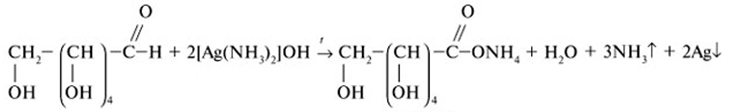 O O
// //
CH₂–(CH)–C–H + 2[Ag(NH₃)₂]OH →ᵗ CH₂–(CH)–C–ONH₄ + H₂O + 3NH₃↑ + 2Ag↓
| | | |
OH (OH)₄ OH (OH)₄